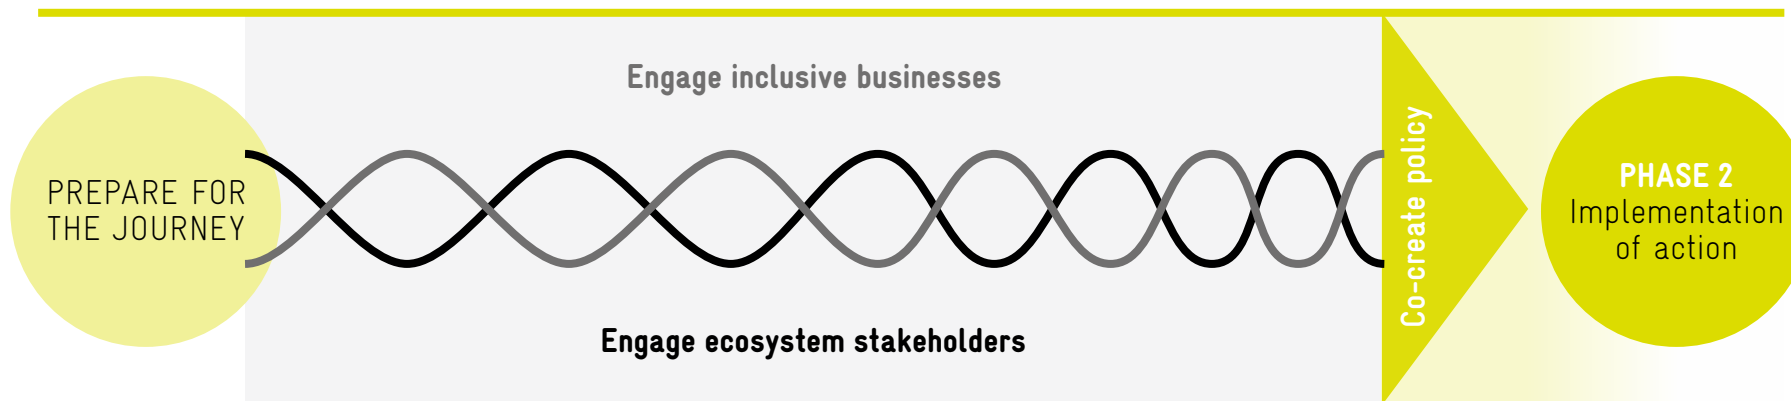 PREPARE FOR
THE JOURNEY
Engage inclusive businesses
Engage ecosystem stakeholders
Co-create policy
PHASE 2
Implementation
of action